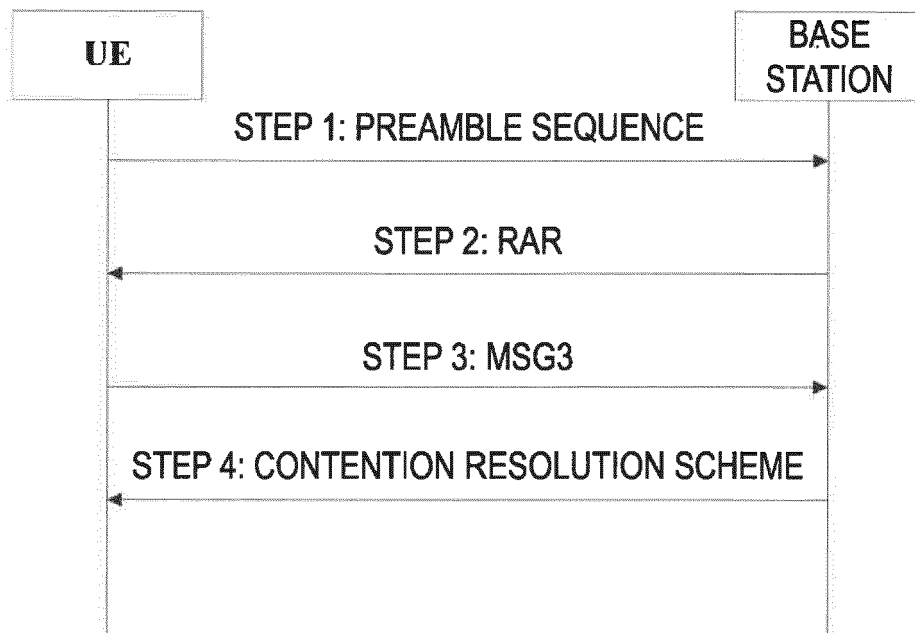 UE
BASE
STATION
STEP 1: PREAMBLE SEQUENCE
STEP 2: RAR
STEP 3: MSG3
STEP 4: CONTENTION RESOLUTION SCHEME